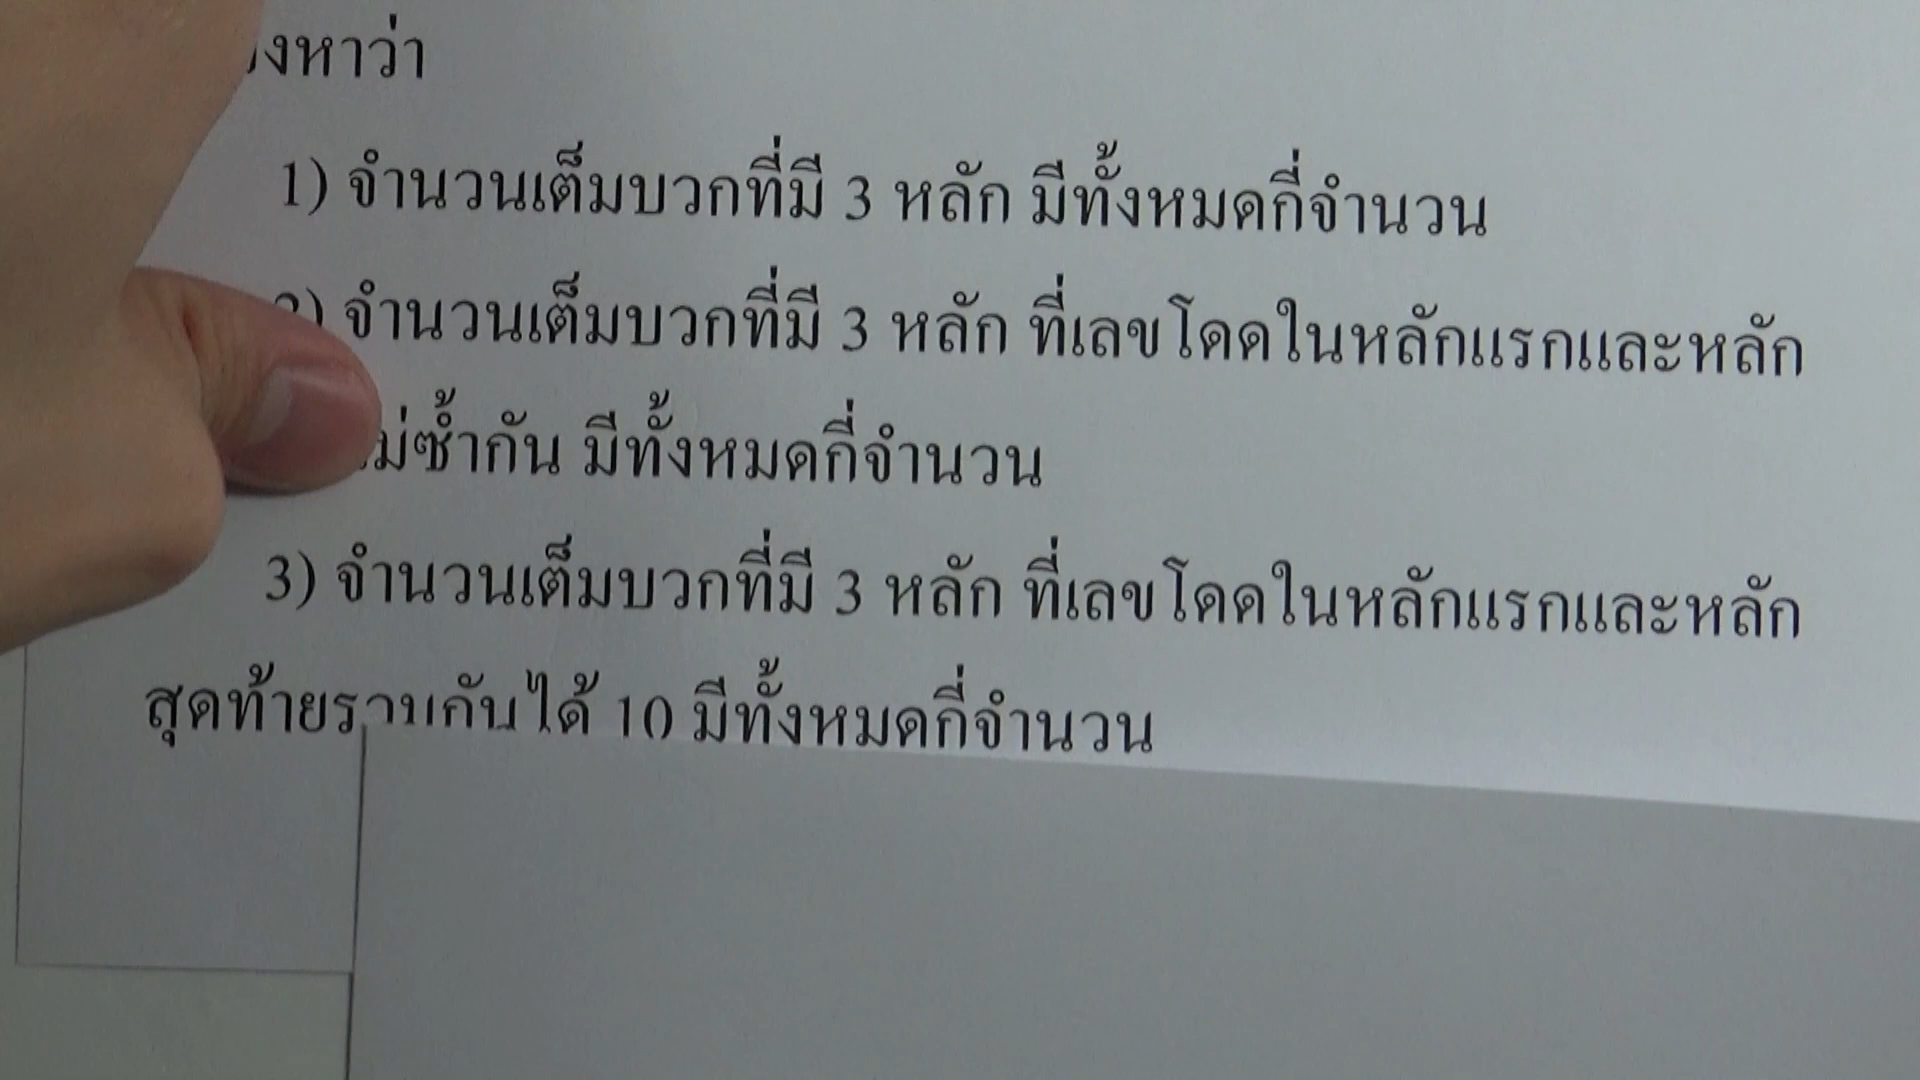 งหาว่า
1) จำนวนเต็มบวกที่มี 3 หลัก มีทั้งหมดกี่จำนวน
2) จำนวนเต็มบวกที่มี 3 หลัก ที่เลขโดดในหลักแรกและหลัก
ไม่ซ้ำกัน มีทั้งหมดกี่จำนวน
3) จำนวนเต็มบวกที่มี 3 หลัก ที่เลขโดดในหลักแรกและหลัก
สุดท้ายรวมกันได้ 10 มีทั้งหมดกี่จำนวน